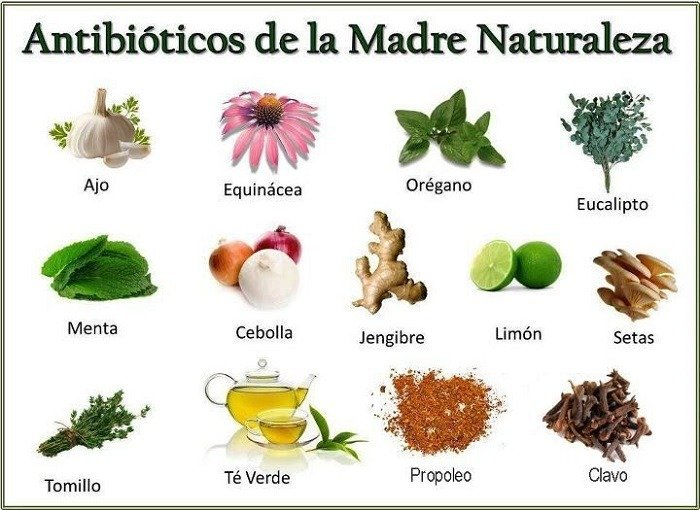 Antibióticos de la Madre Naturaleza
Ajo
Equinácea
Orégano
Eucalipto
Menta
Cebolla
Jengibre
Limón
Setas
Tomillo
Té Verde
Propoleo
Clavo